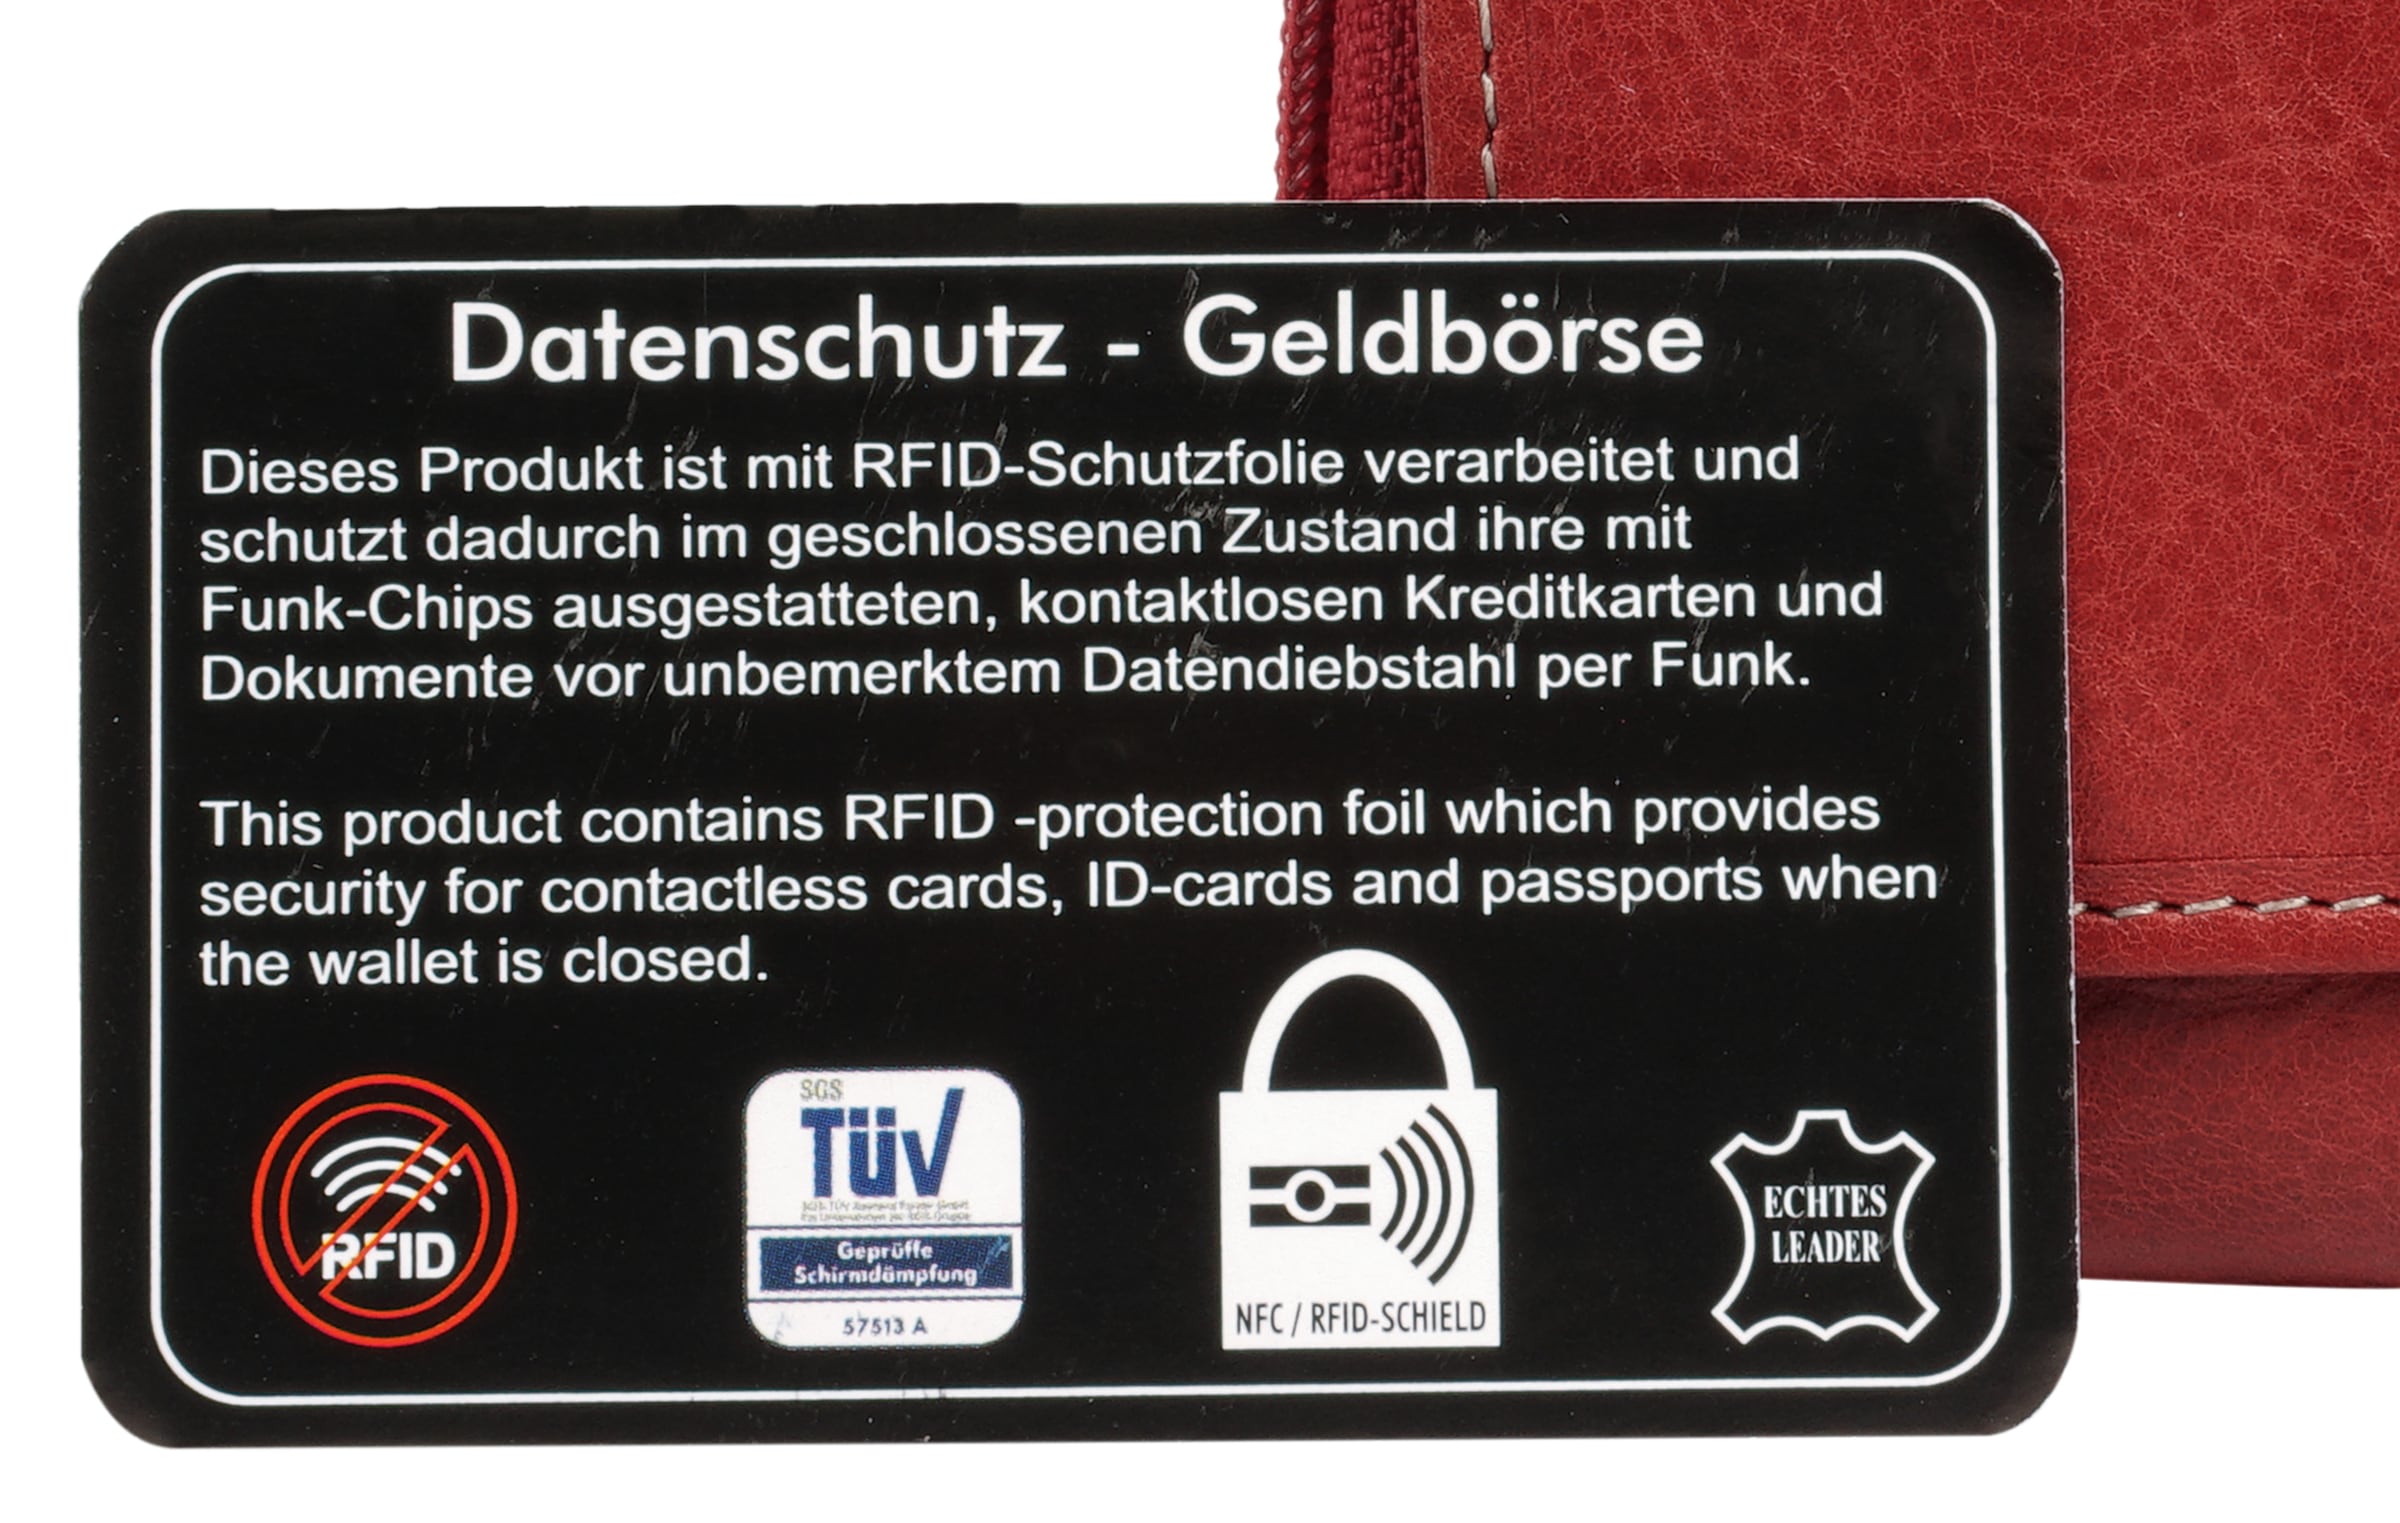 Datenschutz - Geldbörse
Dieses Produkt ist mit RFID-Schutzfolie verarbeitet und
schutzt dadurch im geschlossenen Zustand ihre mit
Funk-Chips ausgestatteten, kontaktlosen Kreditkarten und
Dokumente vor unbemerktem Datendiebstahl per Funk.
This product contains RFID -protection foil which provides
security for contactless cards, ID-cards and passports when
the wallet is closed.
RFID
SGS
TÜV
Geprüffe
Schirmdämpfung
57513 A
NFC / RFID-SCHIELD
ECHTES
LEADER